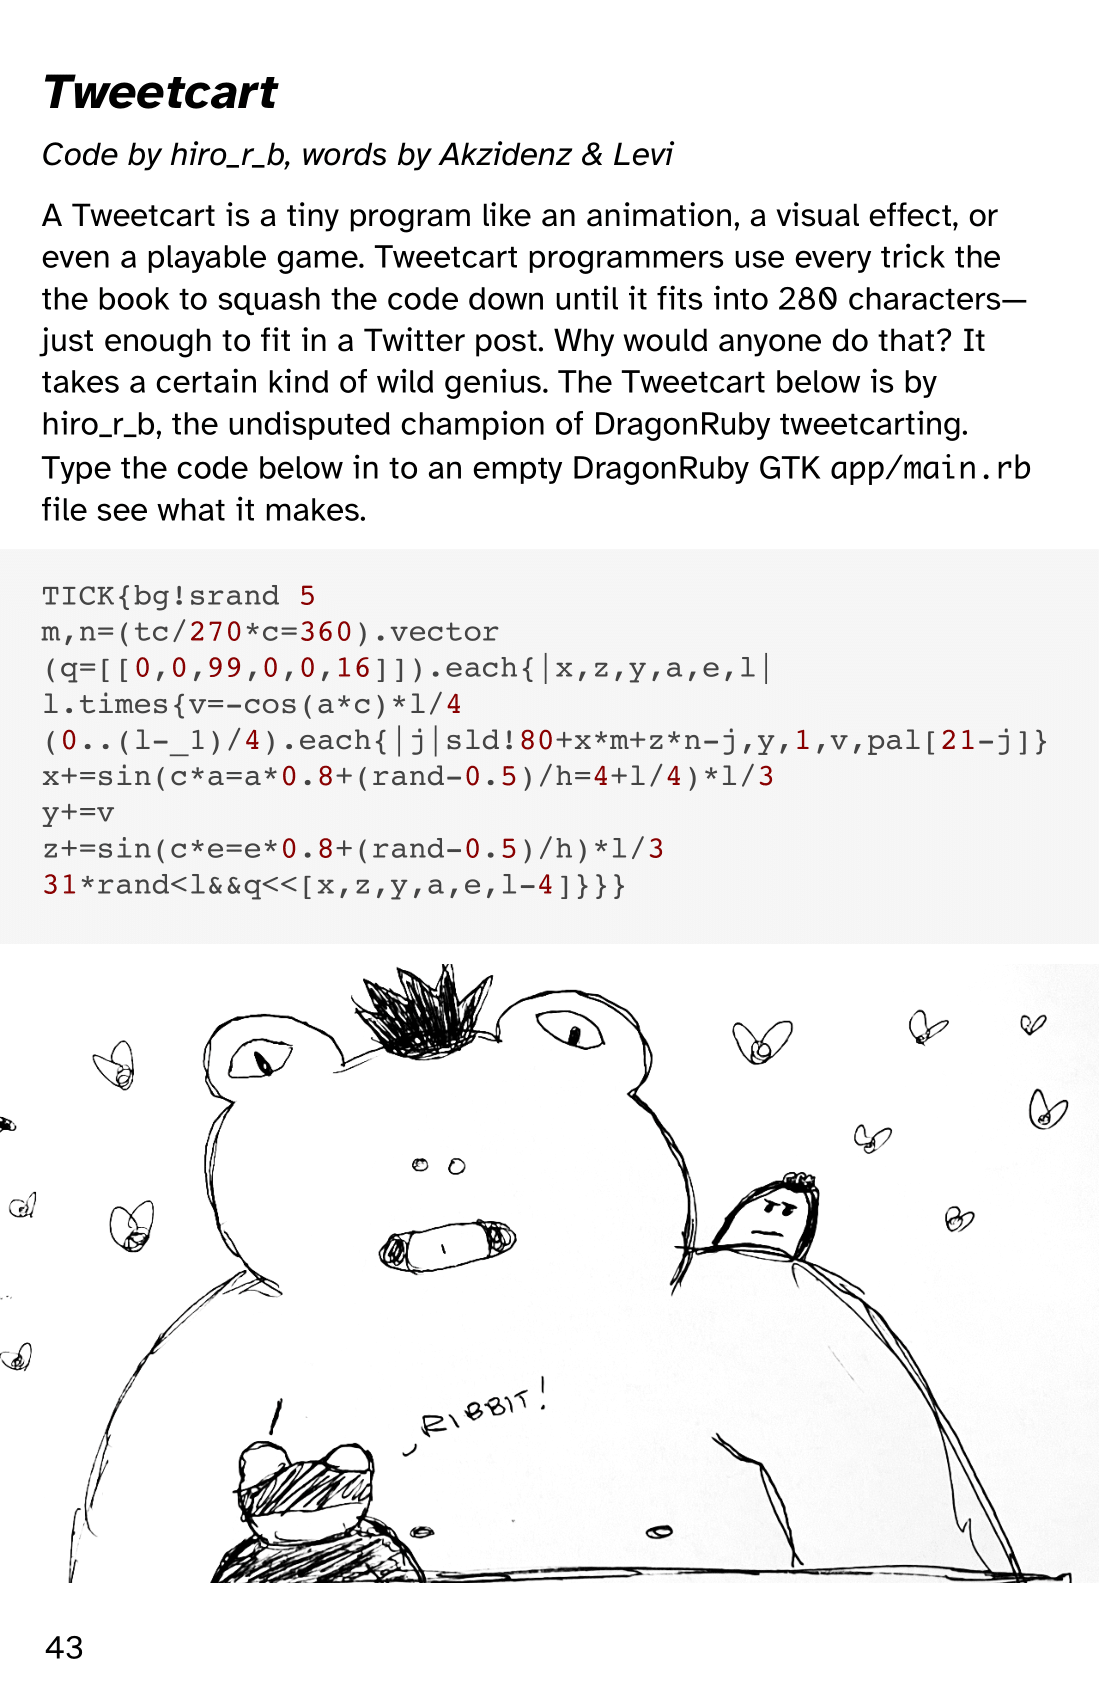 Tweetcart
Code by hiro_r_b, words by Akzidenz & Levi
A Tweetcart is a tiny program like an animation, a visual effect, or
even a playable game. Tweetcart programmers use every trick the
the book to squash the code down until it fits into 280 characters—
just enough to fit in a Twitter post. Why would anyone do that? It
takes a certain kind of wild genius. The Tweetcart below is by
hiro_r_b, the undisputed champion of DragonRuby tweetcarting.
Type the code below in to an empty DragonRuby GTK app/main.rb
file see what it makes.
TICK{bg!srand 5
m,n=(tc/270*c=360).vector
(q=[[0,0,99,0,0,16]]).each{|x,z,y,a,e,l|
l.times{v=-cos(a*c)*l/4
(0..(l-_1)/4).each{|j|sld!80+x*m+z*n-j,y,1,v,pal[21-j]}
x+=sin(c*a=a*0.8+(rand-0.5)/h=4+l/4)*l/3
y+=v
z+=sin(c*e=e*0.8+(rand-0.5)/h)*l/3
31*rand<l&&q<<[x,z,y,a,e,l-4]}}}
RIBBIT!
43